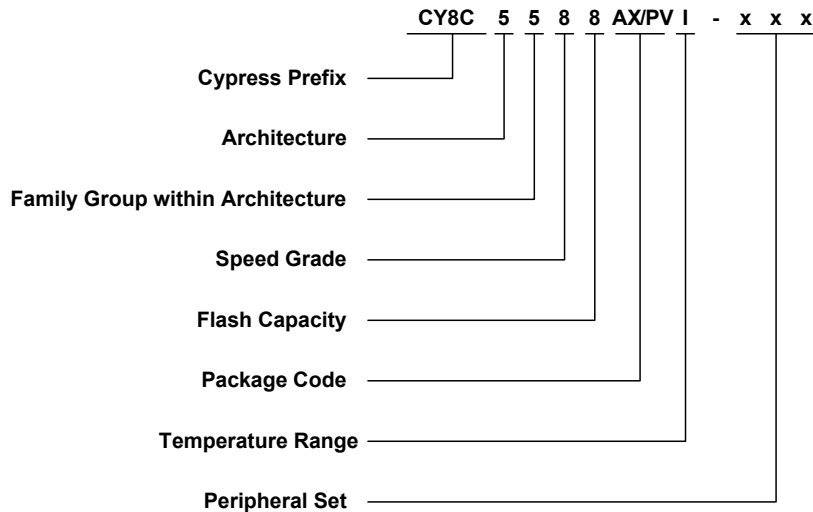 CY8C 5 5 8 8 AX/PV I - x x x
Cypress Prefix
Architecture
Family Group within Architecture
Speed Grade
Flash Capacity
Package Code
Temperature Range
Peripheral Set